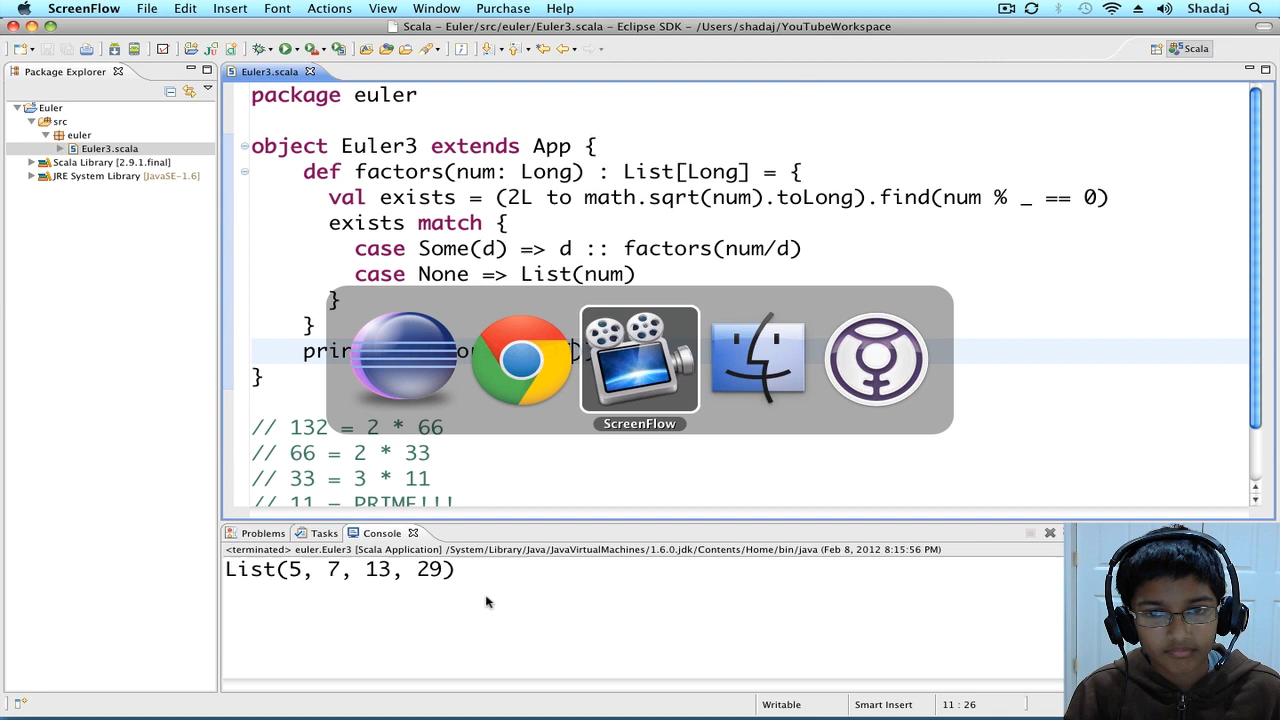 ScreenFlow File Edit Insert Font Actions View Window Purchase Help Shadaj
Scala - Euler/src/euler/Euler3.scala - Eclipse SDK - /Users/shadaj/YouTubeWorkspace
Scala
Package Explorer
Euler3.scala
Euler
src
euler
Euler3.scala
Scala Library [2.9.1.final]
JRE System Library [JavaSE-1.6]
package euler
object Euler3 extends App {
def factors(num: Long) : List[Long] = {
val exists = (2L to math.sqrt(num).toLong).find(num % _ == 0)
exists match {
case Some(d) => d :: factors(num/d)
case None => List(num)
}
}
}
ScreenFlow
// 132 = 2 * 66
// 66 = 2 * 33
// 33 = 3 * 11
// 11 = PRIME!!!
Problems Tasks Console
<terminated> euler.Euler3 [Scala Application] /System/Library/Java/JavaVirtualMachines/1.6.0.jdk/Contents/Home/bin/java (Feb 8, 2012 8:15:56 PM)
List(5, 7, 13, 29)
Writable Smart Insert 11 : 26